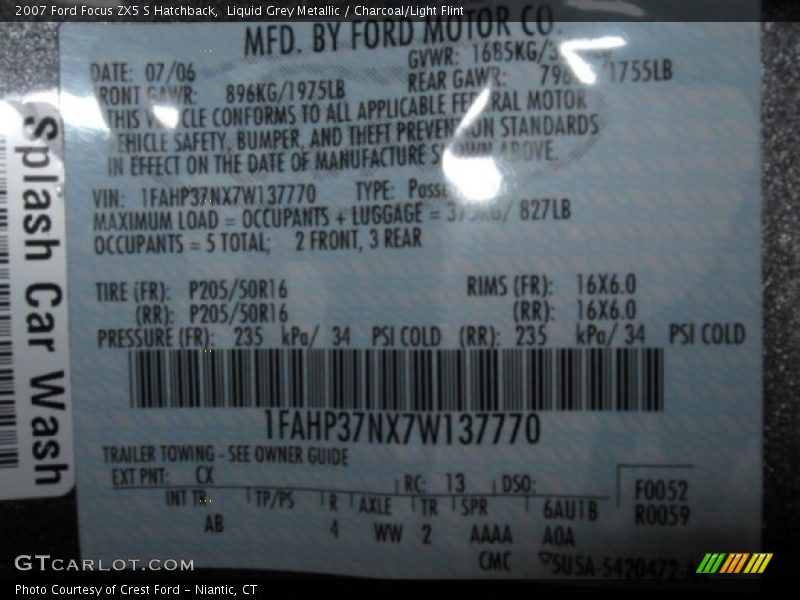 2007 Ford Focus ZX5 S Hatchback, Liquid Grey Metallic / Charcoal/Light Flint
MFD. BY FORD MOTOR CO.
DATE: 07/06 GVWR: 1685KG/
FRONT GAWR: 896KG/1975LB REAR GAWR: 1755LB
THIS VEHICLE CONFORMS TO ALL APPLICABLE FEDERAL MOTOR
VEHICLE SAFETY, BUMPER, AND THEFT PREVENTION STANDARDS
IN EFFECT ON THE DATE OF MANUFACTURE SHOWN ABOVE.
VIN: 1FAHP37NX7W137770 TYPE:
MAXIMUM LOAD = OCCUPANTS + LUGGAGE = / 827LB
OCCUPANTS = 5 TOTAL; 2 FRONT, 3 REAR
TIRE (FR): P205/50R16 RIMS (FR): 16X6.0
(RR): P205/50R16 (RR): 16X6.0
PRESSURE (FR): 235 kPa/ 34 PSI COLD (RR): 235 kPa/ 34 PSI COLD
1FAHP37NX7W137770
TRAILER TOWING - SEE OWNER GUIDE
EXT PNT: CX RC: 13 DSO:
F0052
INT TR TP/PS R AXLE TR SPR 6AU1B R0059
AB 4 WW 2 AAAA AOA
CMC
Splash Car Wash
GTCARLOT.COM
Photo Courtesy of Crest Ford - Niantic, CT